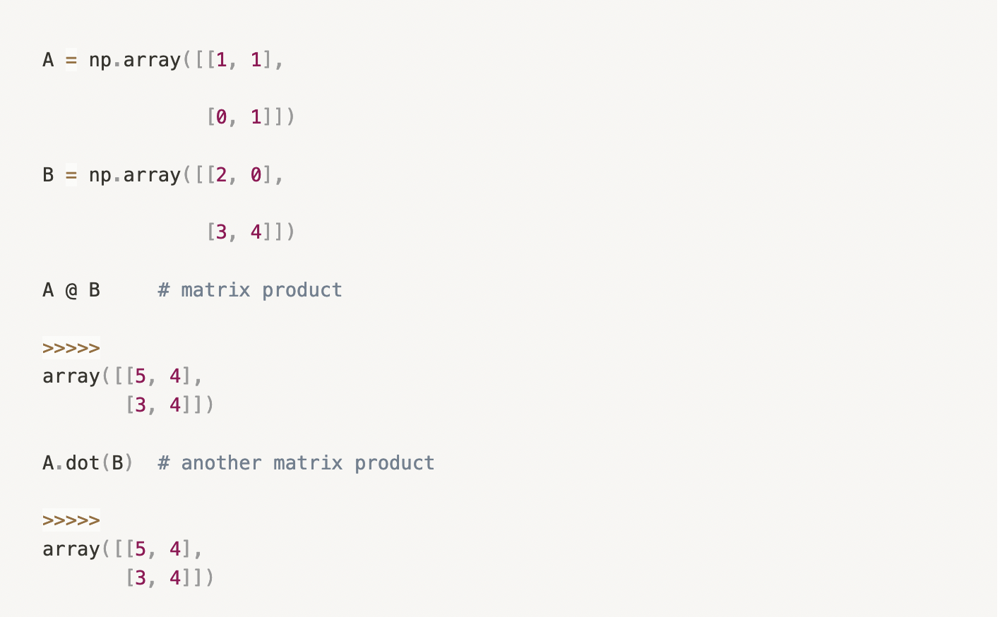 A = np.array([[1, 1],
              [0, 1]])
B = np.array([[2, 0],
              [3, 4]])
A @ B     # matrix product
>>>>>
array([[5, 4],
       [3, 4]])
A.dot(B)  # another matrix product
>>>>>
array([[5, 4],
       [3, 4]])